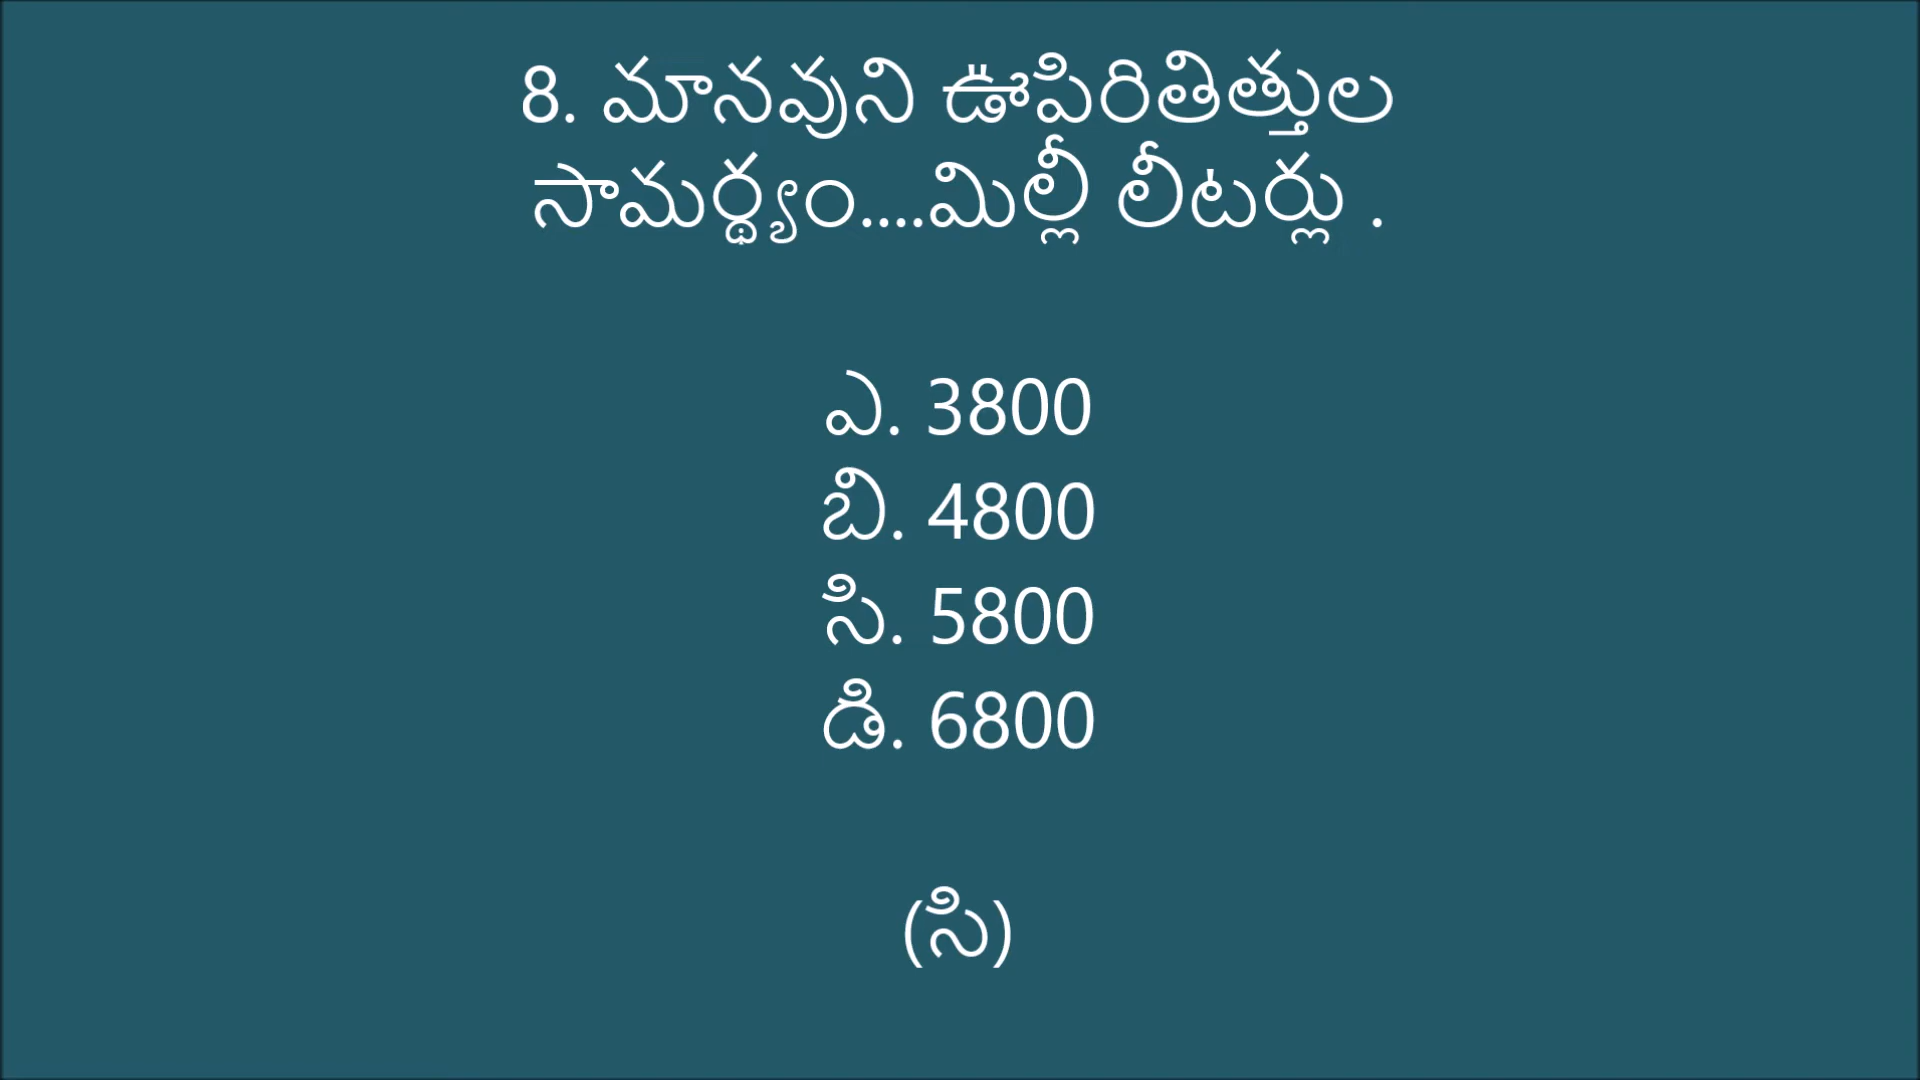 8. మానవుని ఊపిరితిత్తుల
సామర్థ్యం....మిల్లీ లీటర్లు .
ఎ. 3800
బి. 4800
సి. 5800
డి. 6800
(సి)